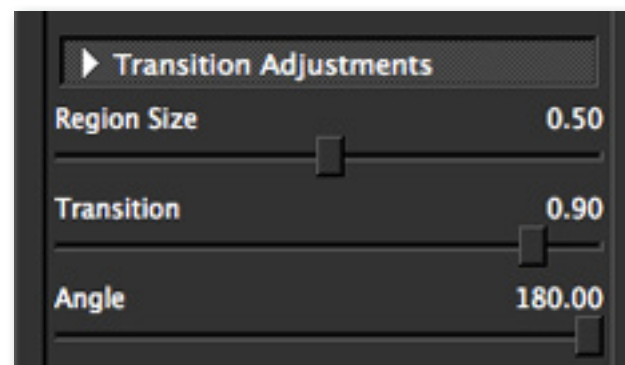 Transition Adjustments
Region Size 0.50
Transition 0.90
Angle 180.00